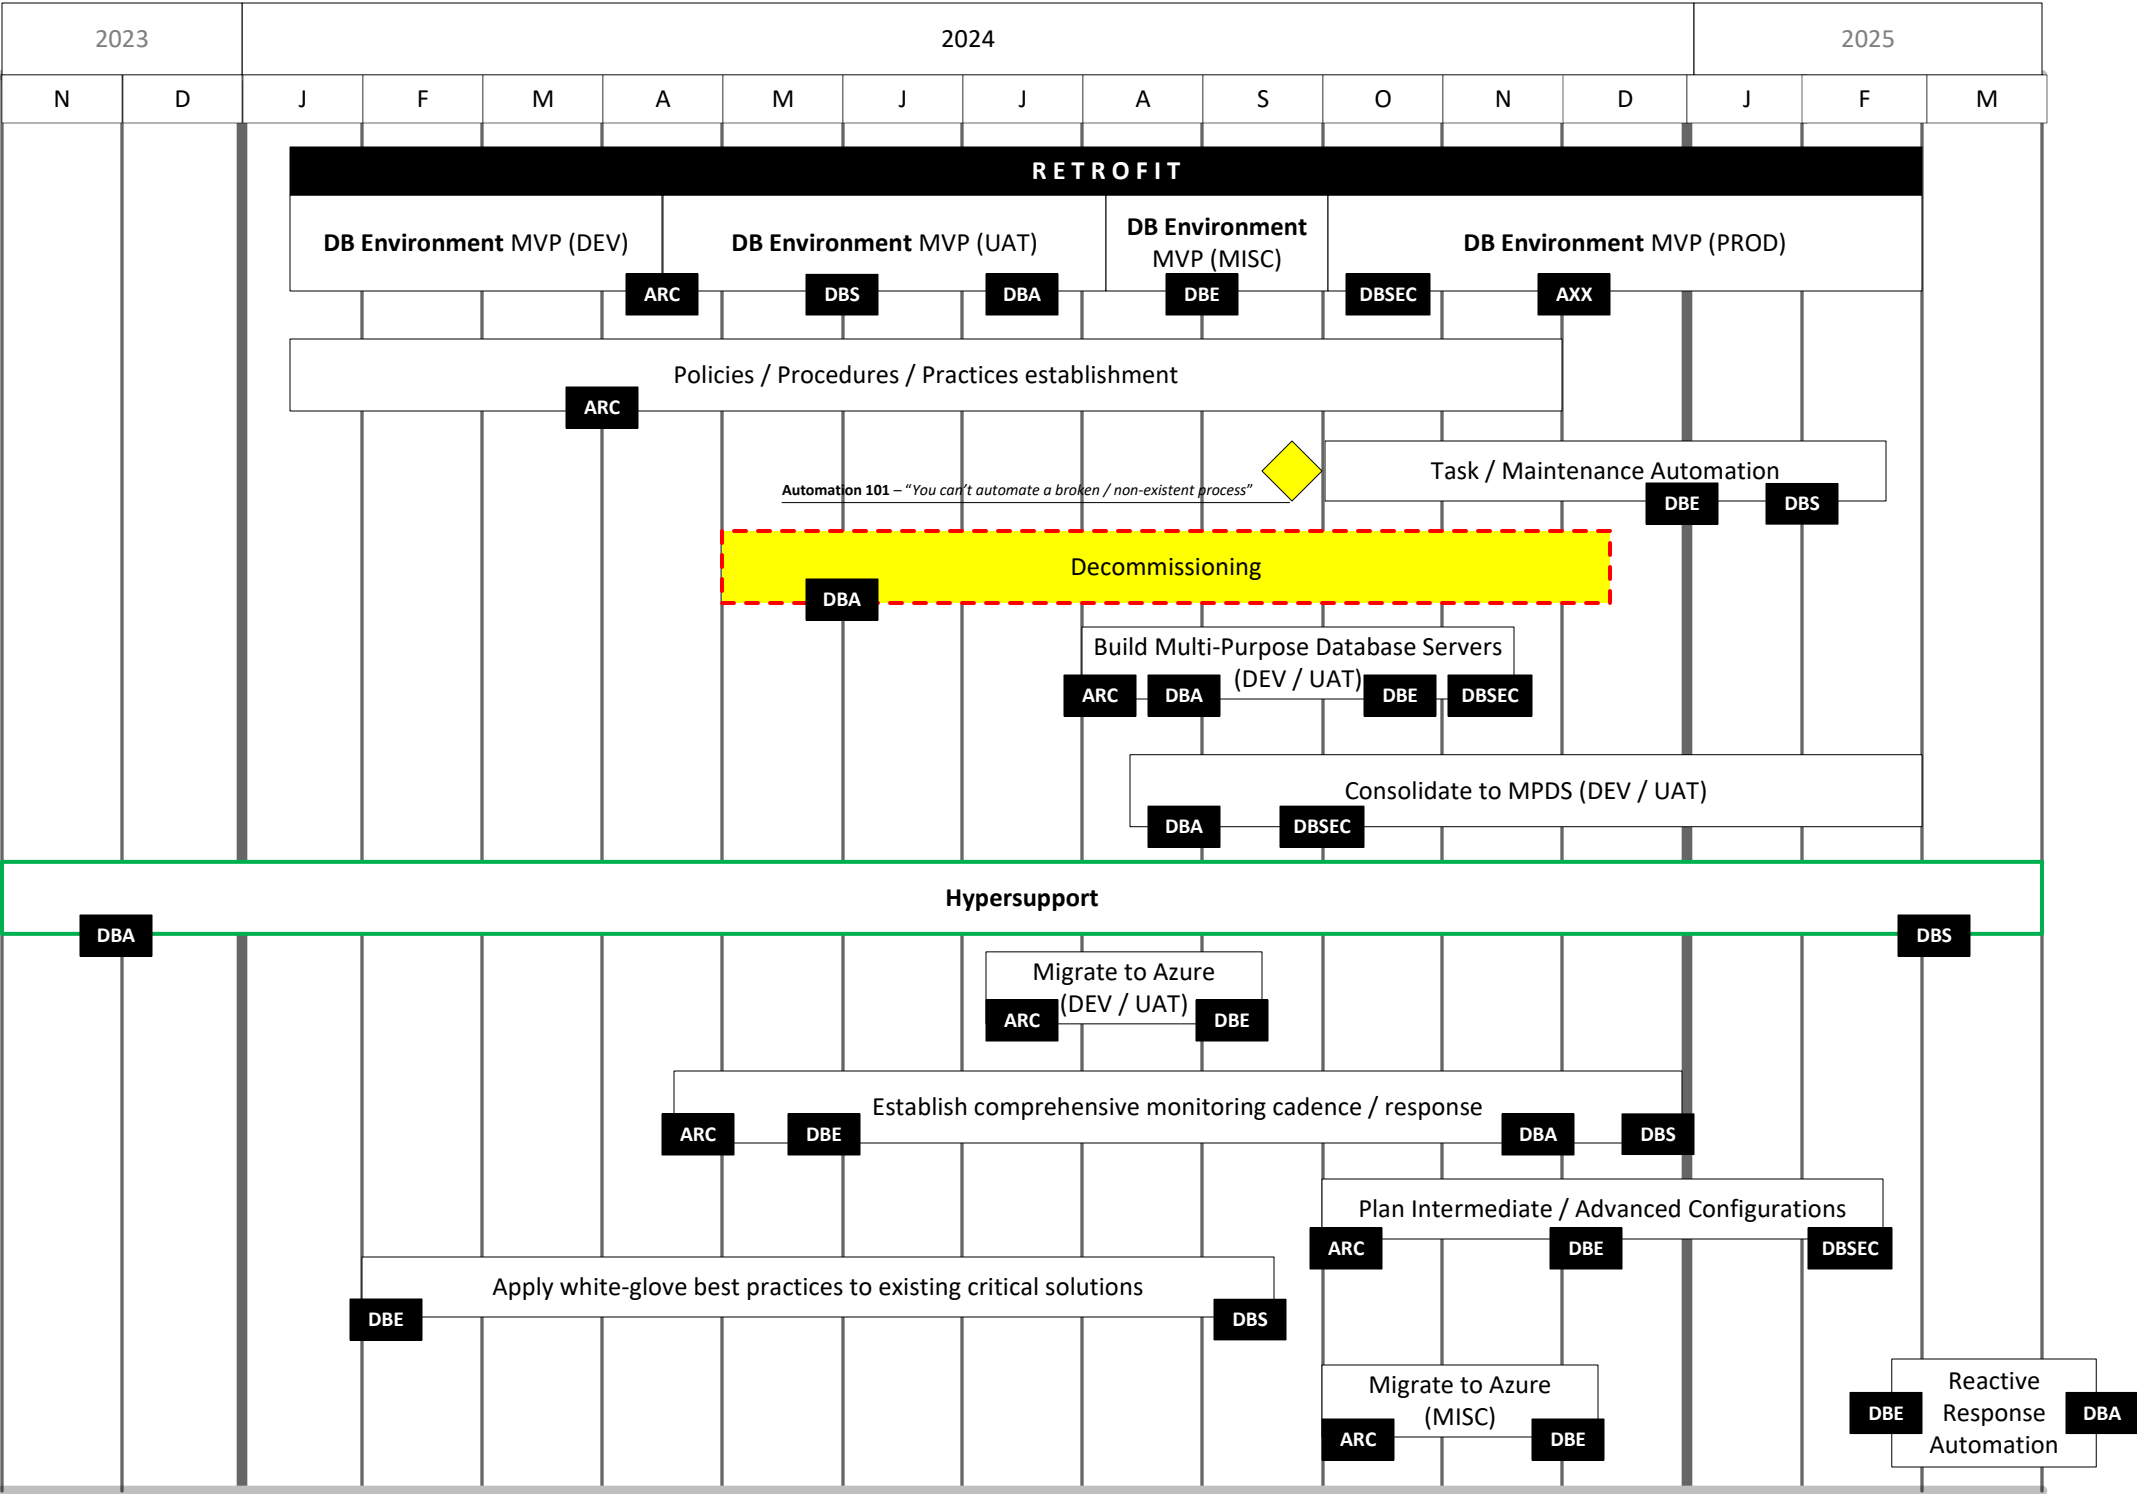 2023
2024
2025
N
D
J
F
M
A
M
J
J
A
S
O
N
D
J
F
M
RETROFIT
DB Environment MVP (DEV)
DB Environment MVP (UAT)
DB Environment
MVP (MISC)
DB Environment MVP (PROD)
ARC
DBS
DBA
DBE
DBSEC
AXX
Policies / Procedures / Practices establishment
ARC
Task / Maintenance Automation
Automation 101 – “You can’t automate a broken / non-existent process”
DBE
DBS
Decommissioning
DBA
Build Multi-Purpose Database Servers
(DEV / UAT)
ARC
DBA
DBE
DBSEC
Consolidate to MPDS (DEV / UAT)
DBA
DBSEC
Hypersupport
DBA
DBS
Migrate to Azure
(DEV / UAT)
ARC
DBE
Establish comprehensive monitoring cadence / response
ARC
DBE
DBA
DBS
Plan Intermediate / Advanced Configurations
ARC
DBE
DBSEC
Apply white-glove best practices to existing critical solutions
DBE
DBS
Migrate to Azure
(MISC)
ARC
DBE
Reactive
Response
Automation
DBE
DBA